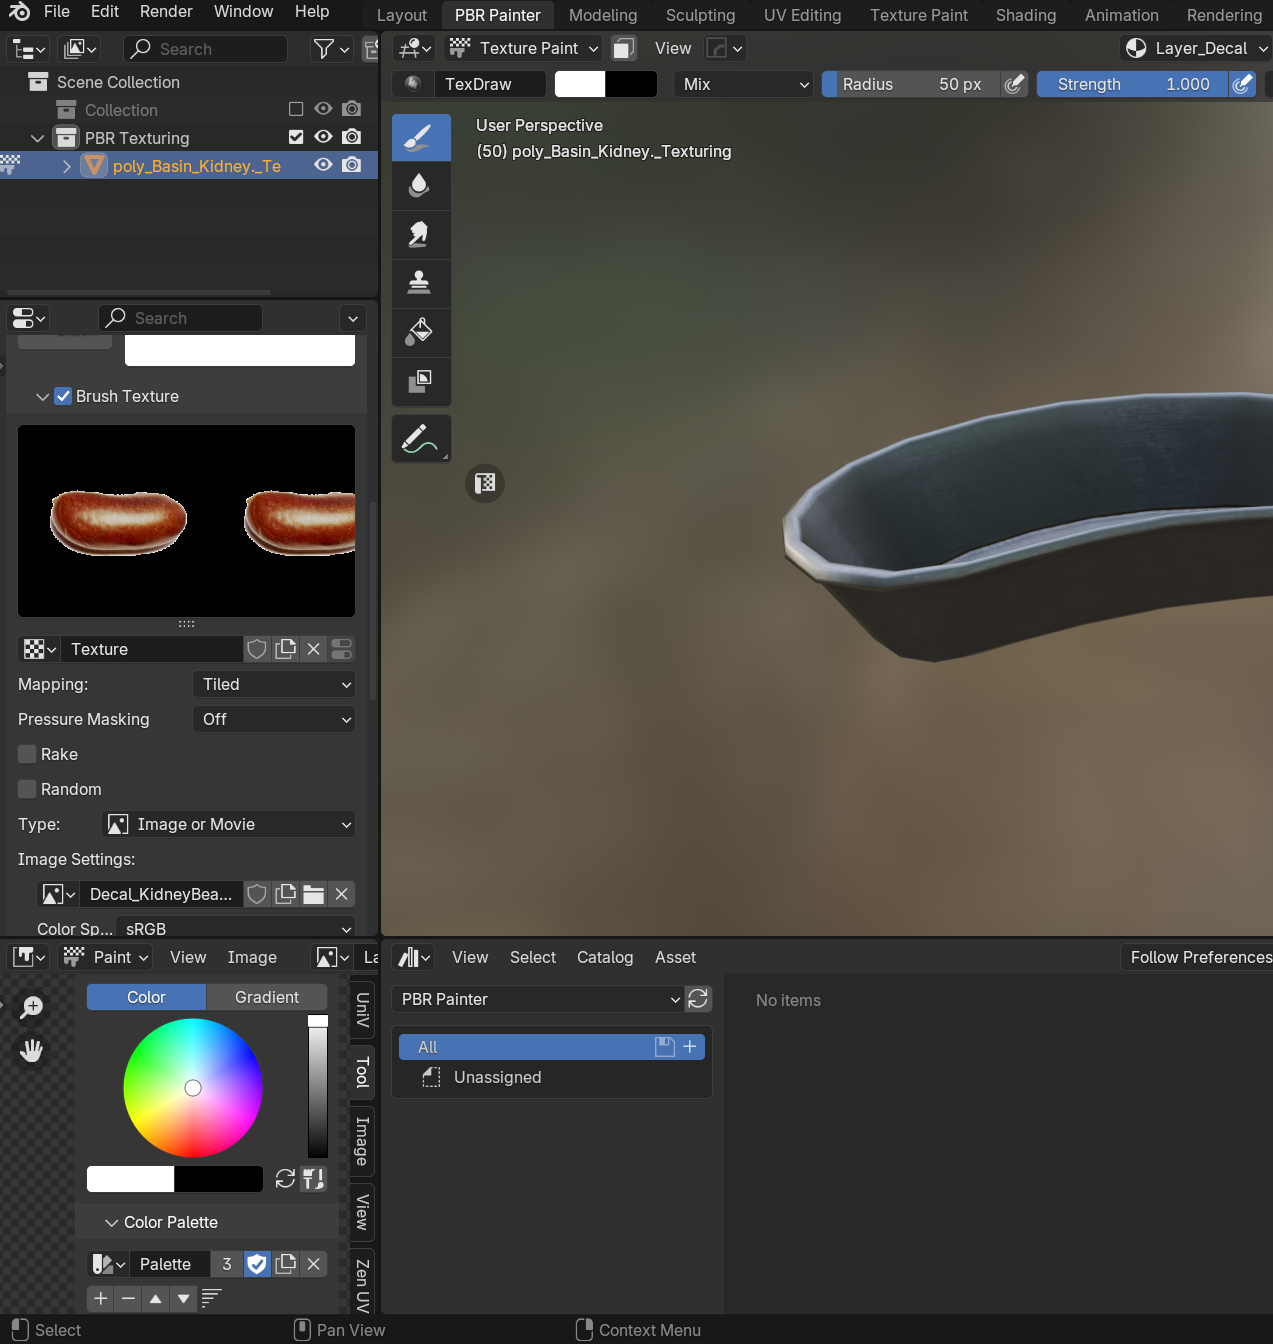 File Edit Render Window Help
Layout PBR Painter Modeling Sculpting UV Editing Texture Paint Shading Animation Rendering
Search
Texture Paint View Layer_Decal
TexDraw Mix Radius 50 px Strength 1.000
Scene Collection
Collection
PBR Texturing
poly_Basin_Kidney._Te
User Perspective
(50) poly_Basin_Kidney._Texturing
Search
Brush Texture
Texture
Mapping: Tiled
Pressure Masking Off
Rake
Random
Type: Image or Movie
Image Settings:
Decal_KidneyBea...
Color Sp... sRGB
Paint View Image La
Color Gradient
UniV
Tool
Image
View
Zen UV
Color Palette
Palette 3
View Select Catalog Asset Follow Preferences
PBR Painter
All
Unassigned
No items
Select Pan View Context Menu